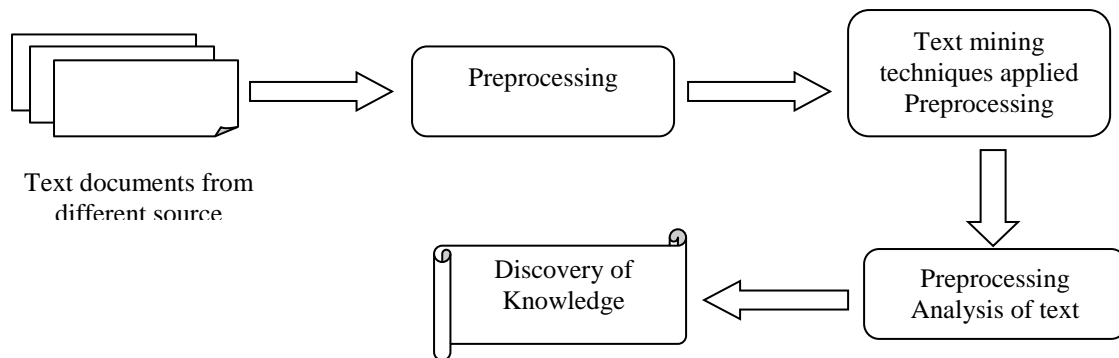 Preprocessing
Text mining
techniques applied
Preprocessing
Text documents from
different source
Discovery of
Knowledge
Preprocessing
Analysis of text